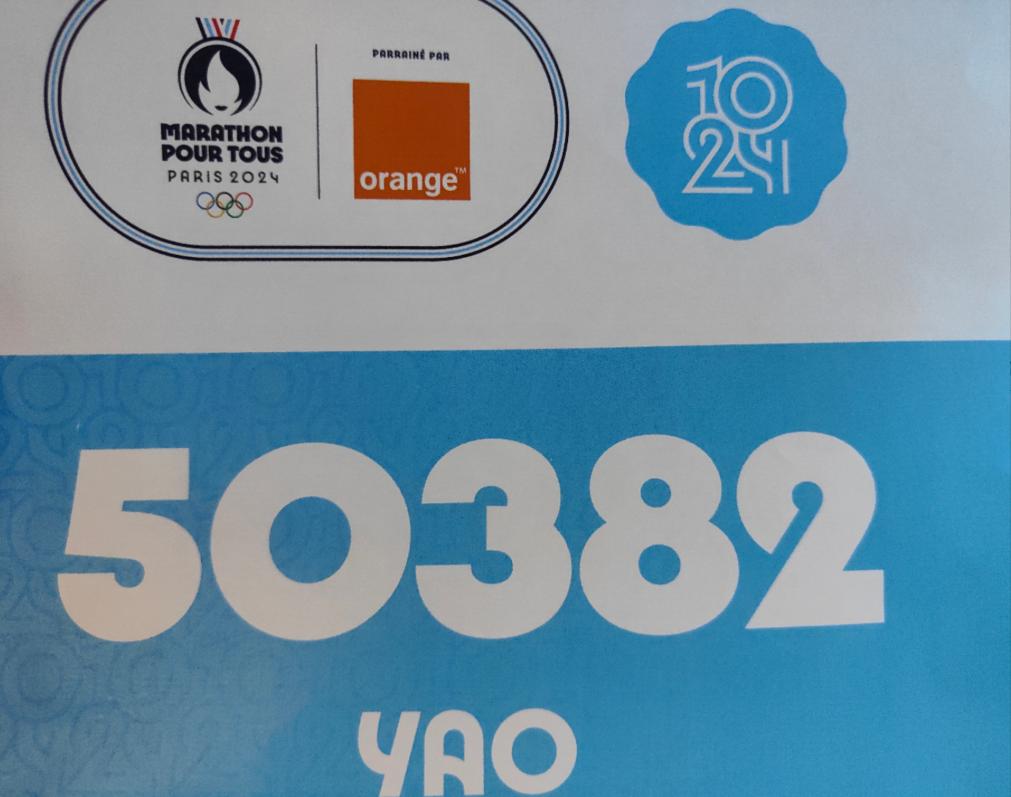 MARATHON
POUR TOUS
PARIS 2024
PARRAINÉ PAR
orange™
10
24
50382
YAO